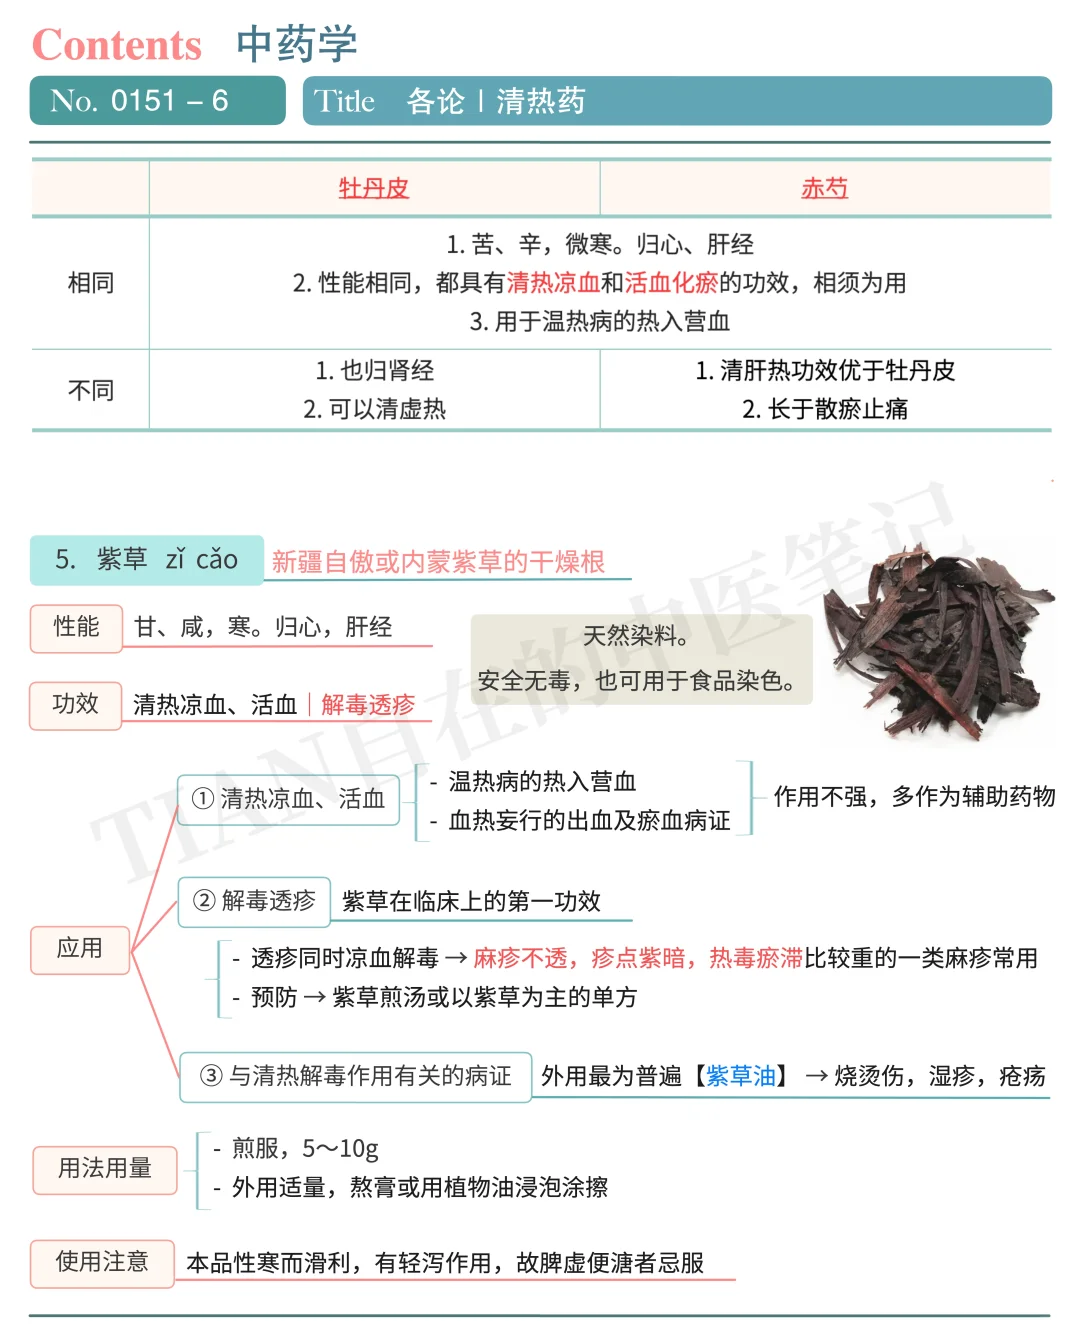 Contents 中药学
No. 0151 – 6
Title 各论 | 清热药
牡丹皮 赤芍
相同
1. 苦、辛，微寒。归心、肝经
2. 性能相同，都具有清热凉血和活血化瘀的功效，相须为用
3. 用于温热病的热入营血
不同
1. 也归肾经
2. 可以清虚热
1. 清肝热功效优于牡丹皮
2. 长于散瘀止痛
5. 紫草 zǐ cǎo 新疆自傲或内蒙紫草的干燥根
性能 甘、咸，寒。归心，肝经
天然染料。
安全无毒，也可用于食品染色。
功效 清热凉血、活血｜解毒透疹
应用
① 清热凉血、活血
- 温热病的热入营血
- 血热妄行的出血及瘀血病证
作用不强，多作为辅助药物
② 解毒透疹 紫草在临床上的第一功效
- 透疹同时凉血解毒 → 麻疹不透，疹点紫暗，热毒瘀滞比较重的一类麻疹常用
- 预防 → 紫草煎汤或以紫草为主的单方
③ 与清热解毒作用有关的病证 外用最为普遍【紫草油】 → 烧烫伤，湿疹，疮疡
用法用量
- 煎服，5～10g
- 外用适量，熬膏或用植物油浸泡涂擦
使用注意 本品性寒而滑利，有轻泻作用，故脾虚便溏者忌服
TIAN自在的中医笔记